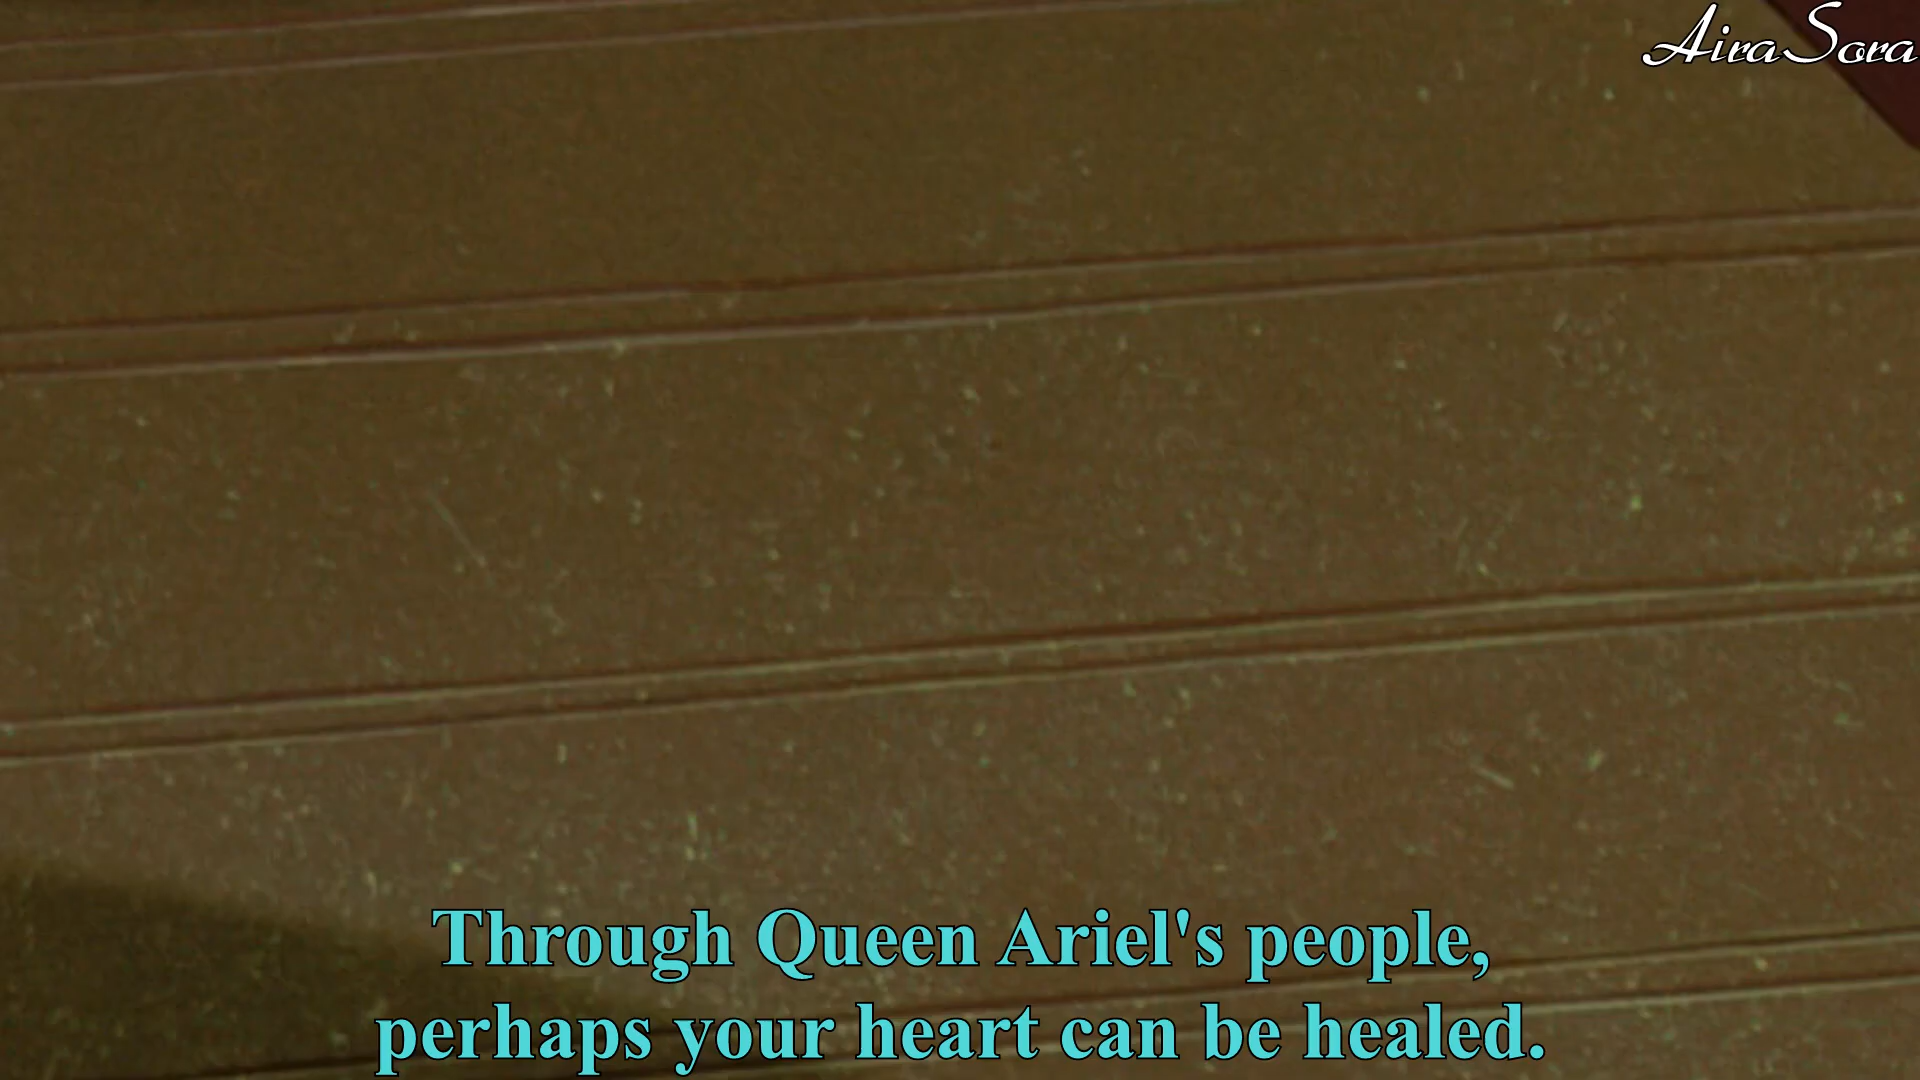 AiraSora
Through Queen Ariel's people,
perhaps your heart can be healed.